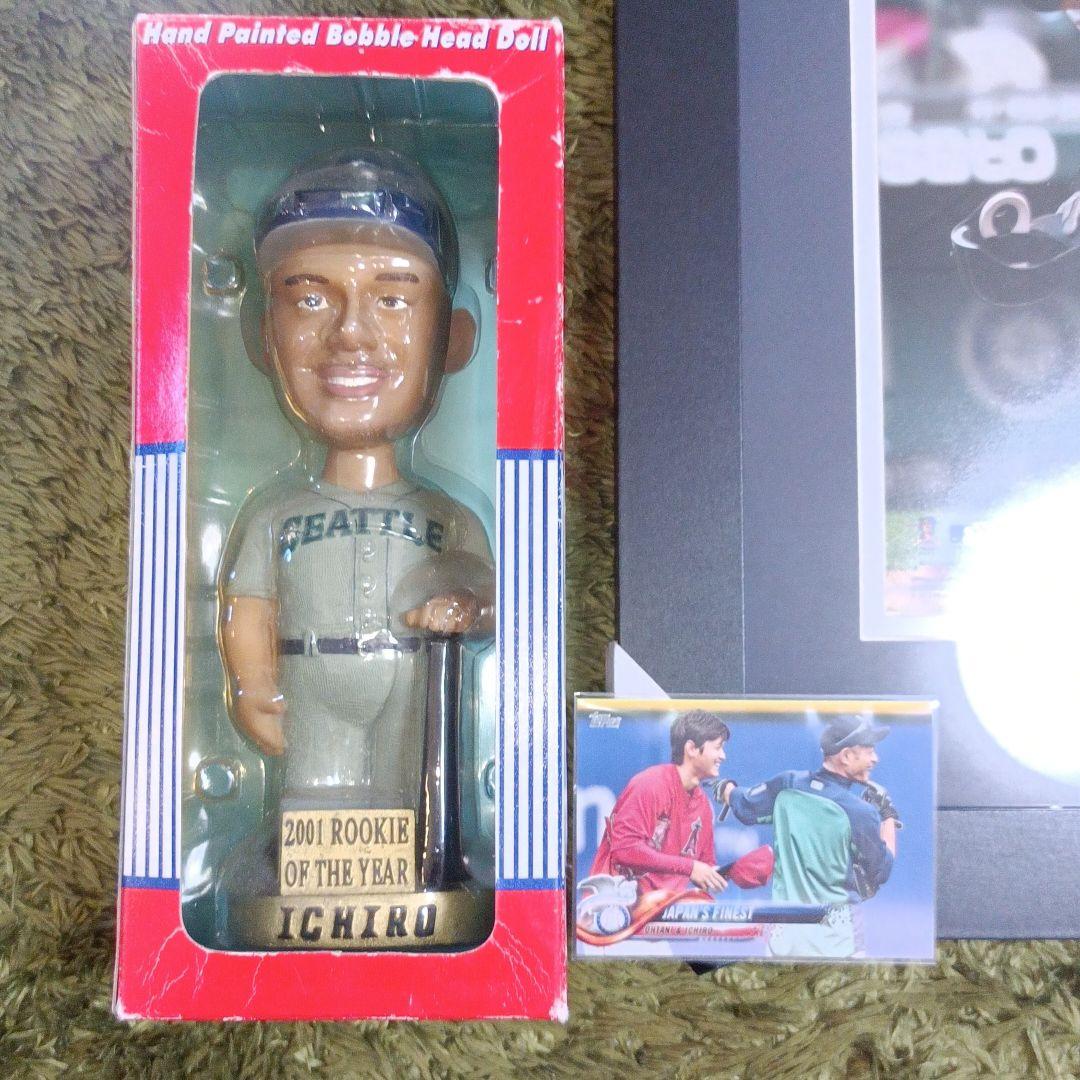 Hand Painted Bobble Head Doll
SEATTLE
2001 ROOKIE
OF THE YEAR
ICHIRO
Topps
A
JAPAN'S FINEST
OHTANI & ICHIRO